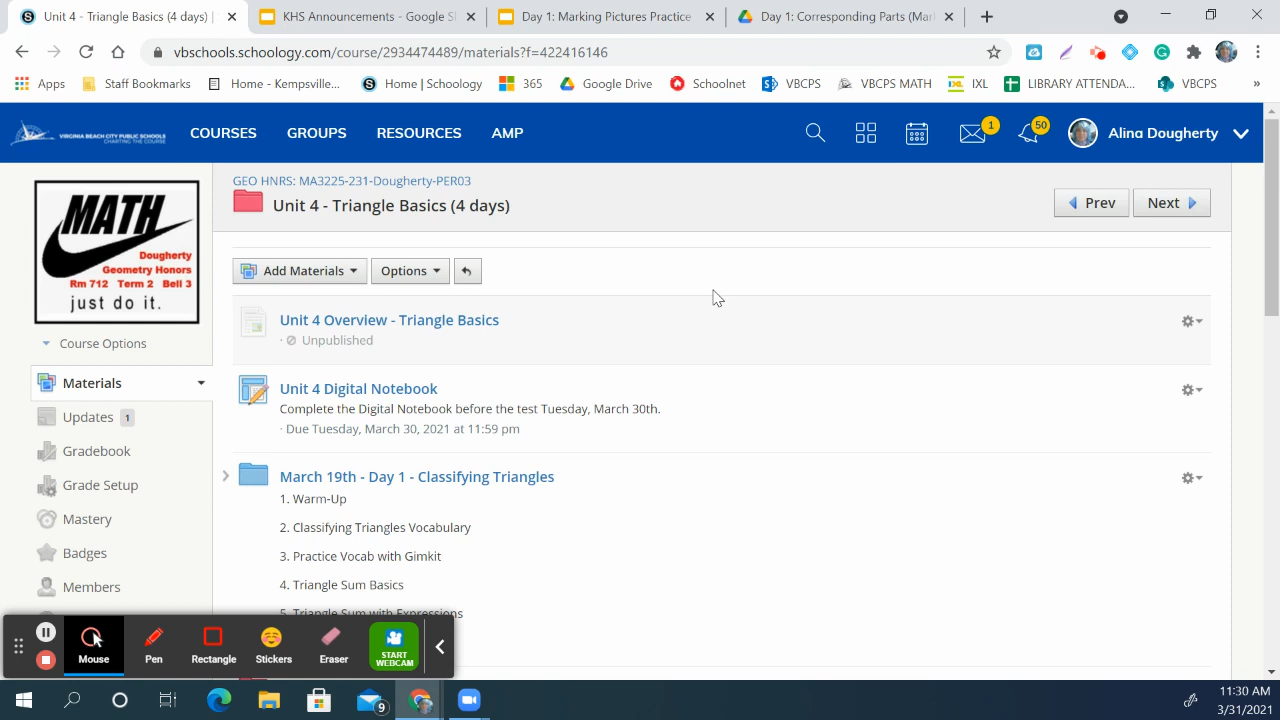 Unit 4 - Triangle Basics (4 days) |
KHS Announcements - Google Sl
Day 1: Marking Pictures Practice
Day 1: Corresponding Parts (Mar
vbschools.schoology.com/course/2934474489/materials?f=422416146
Apps
Staff Bookmarks
Home - Kempsville...
Home | Schoology
365
Google Drive
Schoolnet
VBCPS
VBCPS MATH
IXL
LIBRARY ATTENDA...
VBCPS
»
VIRGINIA BEACH CITY PUBLIC SCHOOLS
CHARTING THE COURSE
COURSES
GROUPS
RESOURCES
AMP
1
50
Alina Dougherty
MATH
Dougherty
Geometry Honors
Rm 712 Term 2 Bell 3
just do it.
Course Options
Materials
Updates 1
Gradebook
Grade Setup
Mastery
Badges
Members
GEO HNRS: MA3225-231-Dougherty-PER03
Unit 4 - Triangle Basics (4 days)
Prev
Next
Add Materials
Options
Unit 4 Overview - Triangle Basics
· Unpublished
Unit 4 Digital Notebook
Complete the Digital Notebook before the test Tuesday, March 30th.
· Due Tuesday, March 30, 2021 at 11:59 pm
March 19th - Day 1 - Classifying Triangles
1. Warm-Up
2. Classifying Triangles Vocabulary
3. Practice Vocab with Gimkit
4. Triangle Sum Basics
5. Triangle Sum with Expressions
Mouse
Pen
Rectangle
Stickers
Eraser
START
WEBCAM
9
11:30 AM
3/31/2021